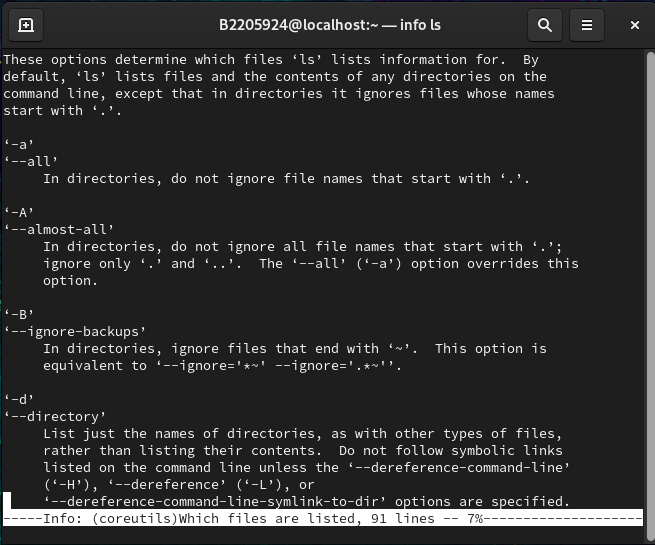 B2205924@localhost:~ — info ls
These options determine which files ‘ls’ lists information for.  By
default, ‘ls’ lists files and the contents of any directories on the
command line, except that in directories it ignores files whose names
start with ‘.’.
‘-a’
‘--all’
In directories, do not ignore file names that start with ‘.’.
‘-A’
‘--almost-all’
In directories, do not ignore all file names that start with ‘.’;
ignore only ‘.’ and ‘..’.  The ‘--all’ (‘-a’) option overrides this
option.
‘-B’
‘--ignore-backups’
In directories, ignore files that end with ‘~’.  This option is
equivalent to ‘--ignore='*~' --ignore='.*~'’.
‘-d’
‘--directory’
List just the names of directories, as with other types of files,
rather than listing their contents.  Do not follow symbolic links
listed on the command line unless the ‘--dereference-command-line’
(‘-H’), ‘--dereference’ (‘-L’), or
‘--dereference-command-line-symlink-to-dir’ options are specified.
-----Info: (coreutils)Which files are listed, 91 lines -- 7%--------------------